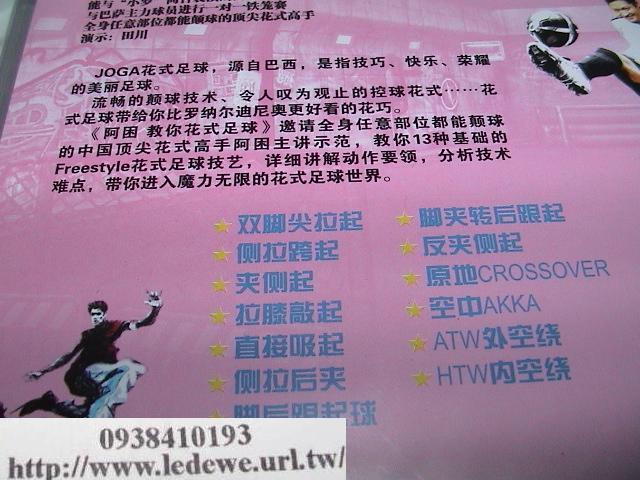 与巴萨主力球员进行一对一铁笼赛
全身任意部位都能颠球的顶尖花式高手
演示：田川
JOGA花式足球，源自巴西，是指技巧、快乐、荣耀
的美丽足球。
流畅的颠球技术、令人叹为观止的控球花式……花
式足球带给你比罗纳尔迪尼奥更好看的花巧。
《阿困 教你花式足球》邀请全身任意部位都能颠球
的中国顶尖花式高手阿困主讲示范，教你13种基础的
Freestyle花式足球技艺，详细讲解动作要领，分析技术
难点，带你进入魔力无限的花式足球世界。
双脚尖拉起
侧拉跨起
夹侧起
拉膝敲起
直接吸起
侧拉后夹
脚后跟起球
脚夹转后跟起
反夹侧起
原地CROSSOVER
空中AKKA
ATW外空绕
HTW内空绕
0938410193
http://www.ledewe.url.tw/